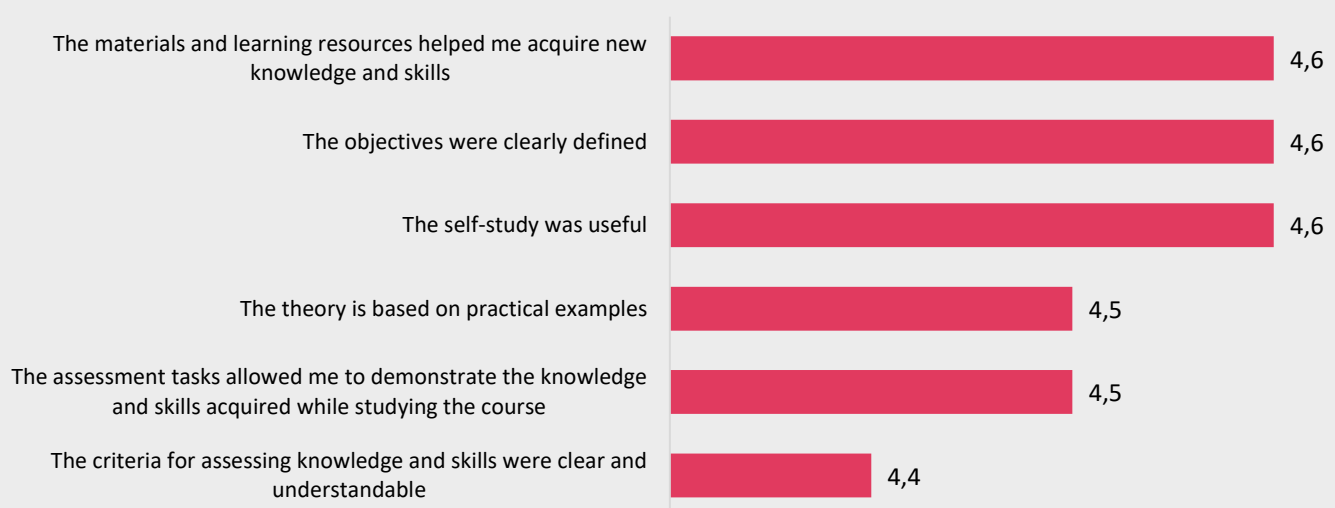 The materials and learning resources helped me acquire new
knowledge and skills
4,6
The objectives were clearly defined
4,6
The self-study was useful
4,6
The theory is based on practical examples
4,5
The assessment tasks allowed me to demonstrate the knowledge
and skills acquired while studying the course
4,5
The criteria for assessing knowledge and skills were clear and
understandable
4,4